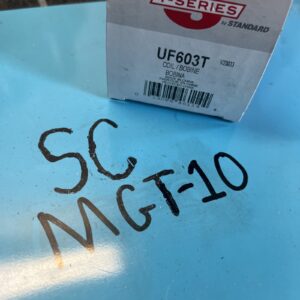 T-SERIES
by STANDARD
UF603T
COIL / BOBINE
BOBINA
SC
MGT-10